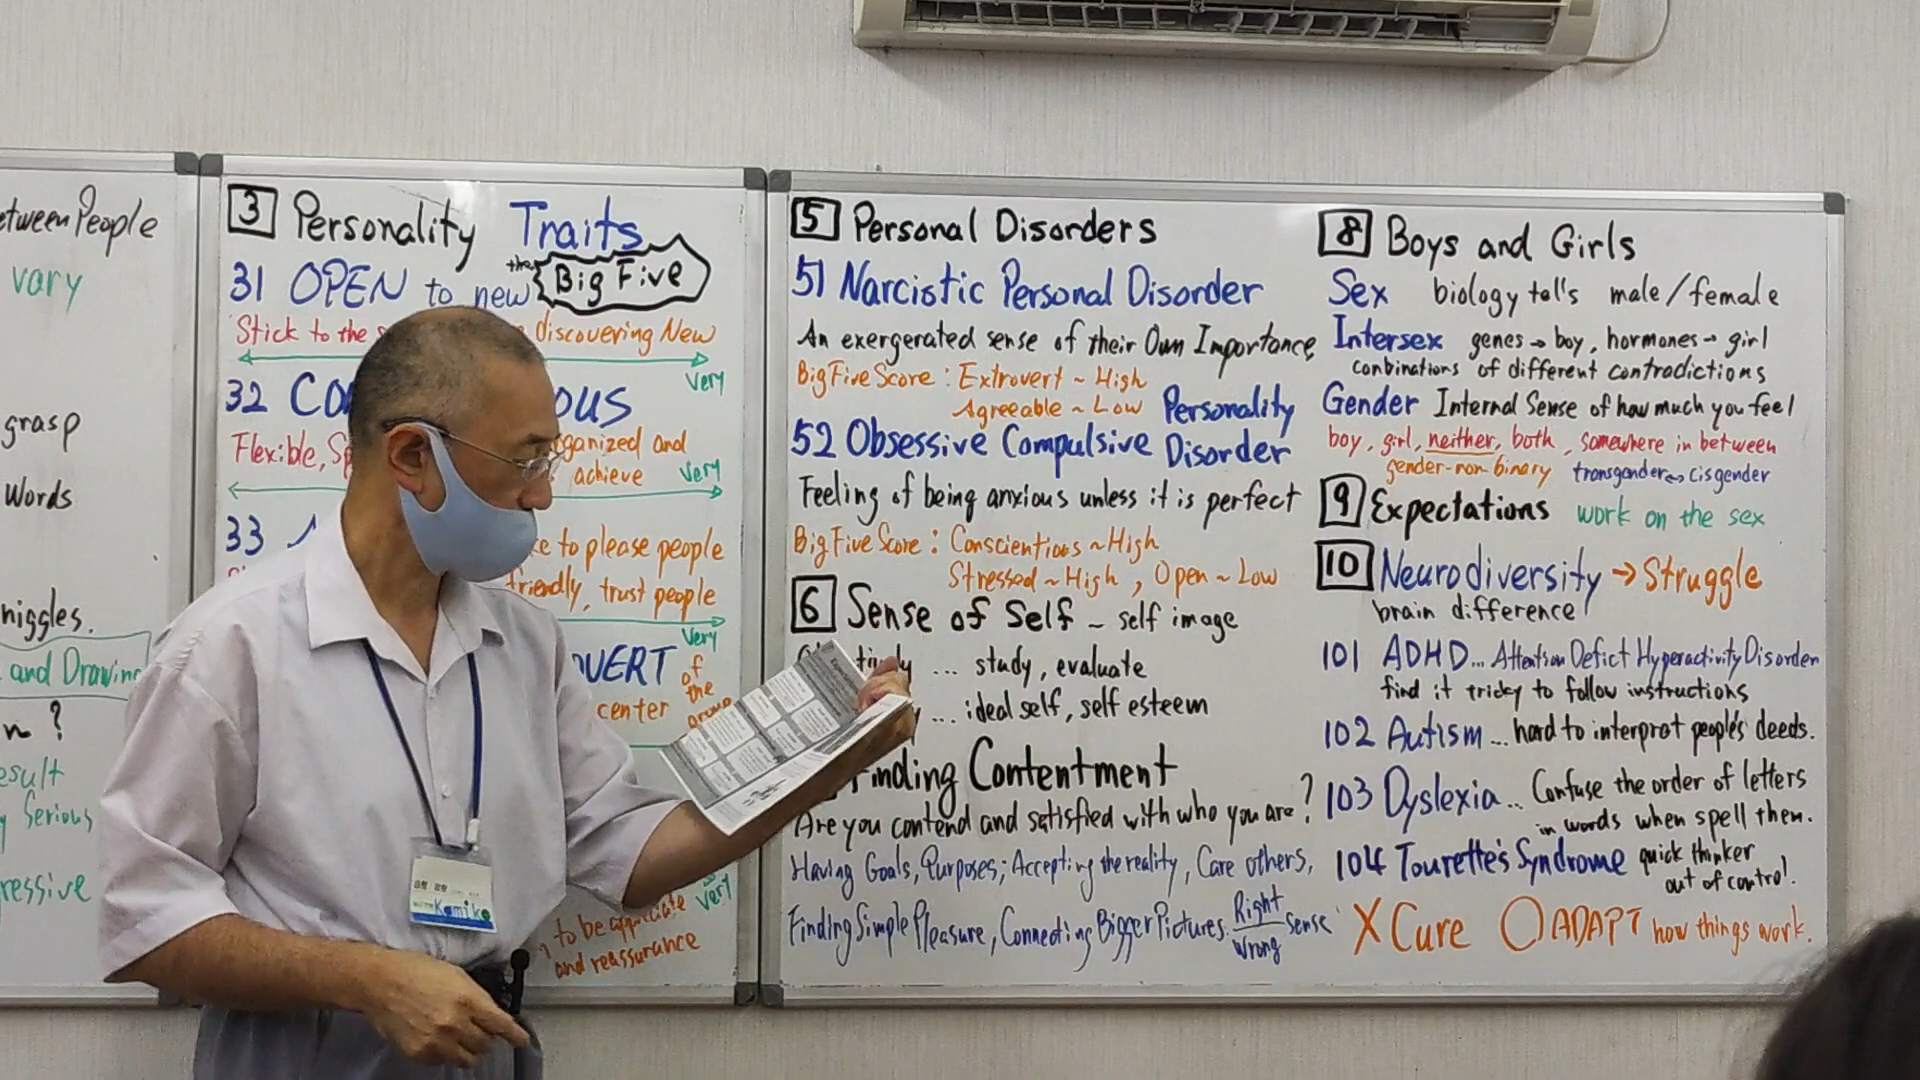 tween People
vary
grasp
Words
niggles.
and Drawing
n ?
esult
Serious
ressive
3 Personality Traits
the Big Five
31 OPEN to new
Stick to the
discovering New
Very
32 CO
OUS
Flexible,
ganized and
achieve
Very
33
ke to please people
friendly, trust people
Very
VERT
of
the
center
group
Very
to be appriciate
and reassurance
Kamiko
5 Personal Disorders
51 Narcistic Personal Disorder
An exergerated sense of their Own Importance
Big Five Score : Extrovert ~ High
Agreeable ~ Low
52 Obsessive Compulsive Personality Disorder
Feeling of being anxious unless it is perfect
Big Five Score : Conscientious ~ High
Stressed ~ High , Open ~ Low
6 Sense of Self ~ self image
... study, evaluate
... ideal self, self esteem
inding Contentment
Are you contend and satisfied with who you are ?
Having Goals, Purposes; Accepting the reality, Care others,
Finding Simple Pleasure, Connecting Bigger Pictures. Right
Wrong sense
8 Boys and Girls
Sex biology tell's male/female
Intersex genes → boy, hormones → girl
conbinations of different contradictions
Gender Internal Sense of how much you feel
boy, girl, neither, both, somewhere in between
gender-non-binary transgender ↔ cisgender
9 Expectations work on the sex
10 Neurodiversity → Struggle
brain difference
101 ADHD... Attention Deficit Hyperactivity Disorder
find it tricky to follow instructions
102 Autism ... hard to interpret people's deeds.
103 Dyslexia .. Confuse the order of letters
in words when spell them.
104 Tourette's Syndrome quick thinker
out of control.
X Cure ○ ADAPT how things work.